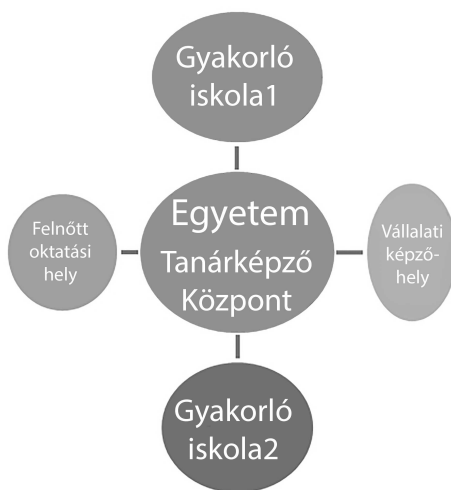 Gyakorló
iskola1
Felnőtt
oktatási
hely
Egyetem
Tanárképző
Központ
Vállalati
képző-
hely
Gyakorló
iskola2